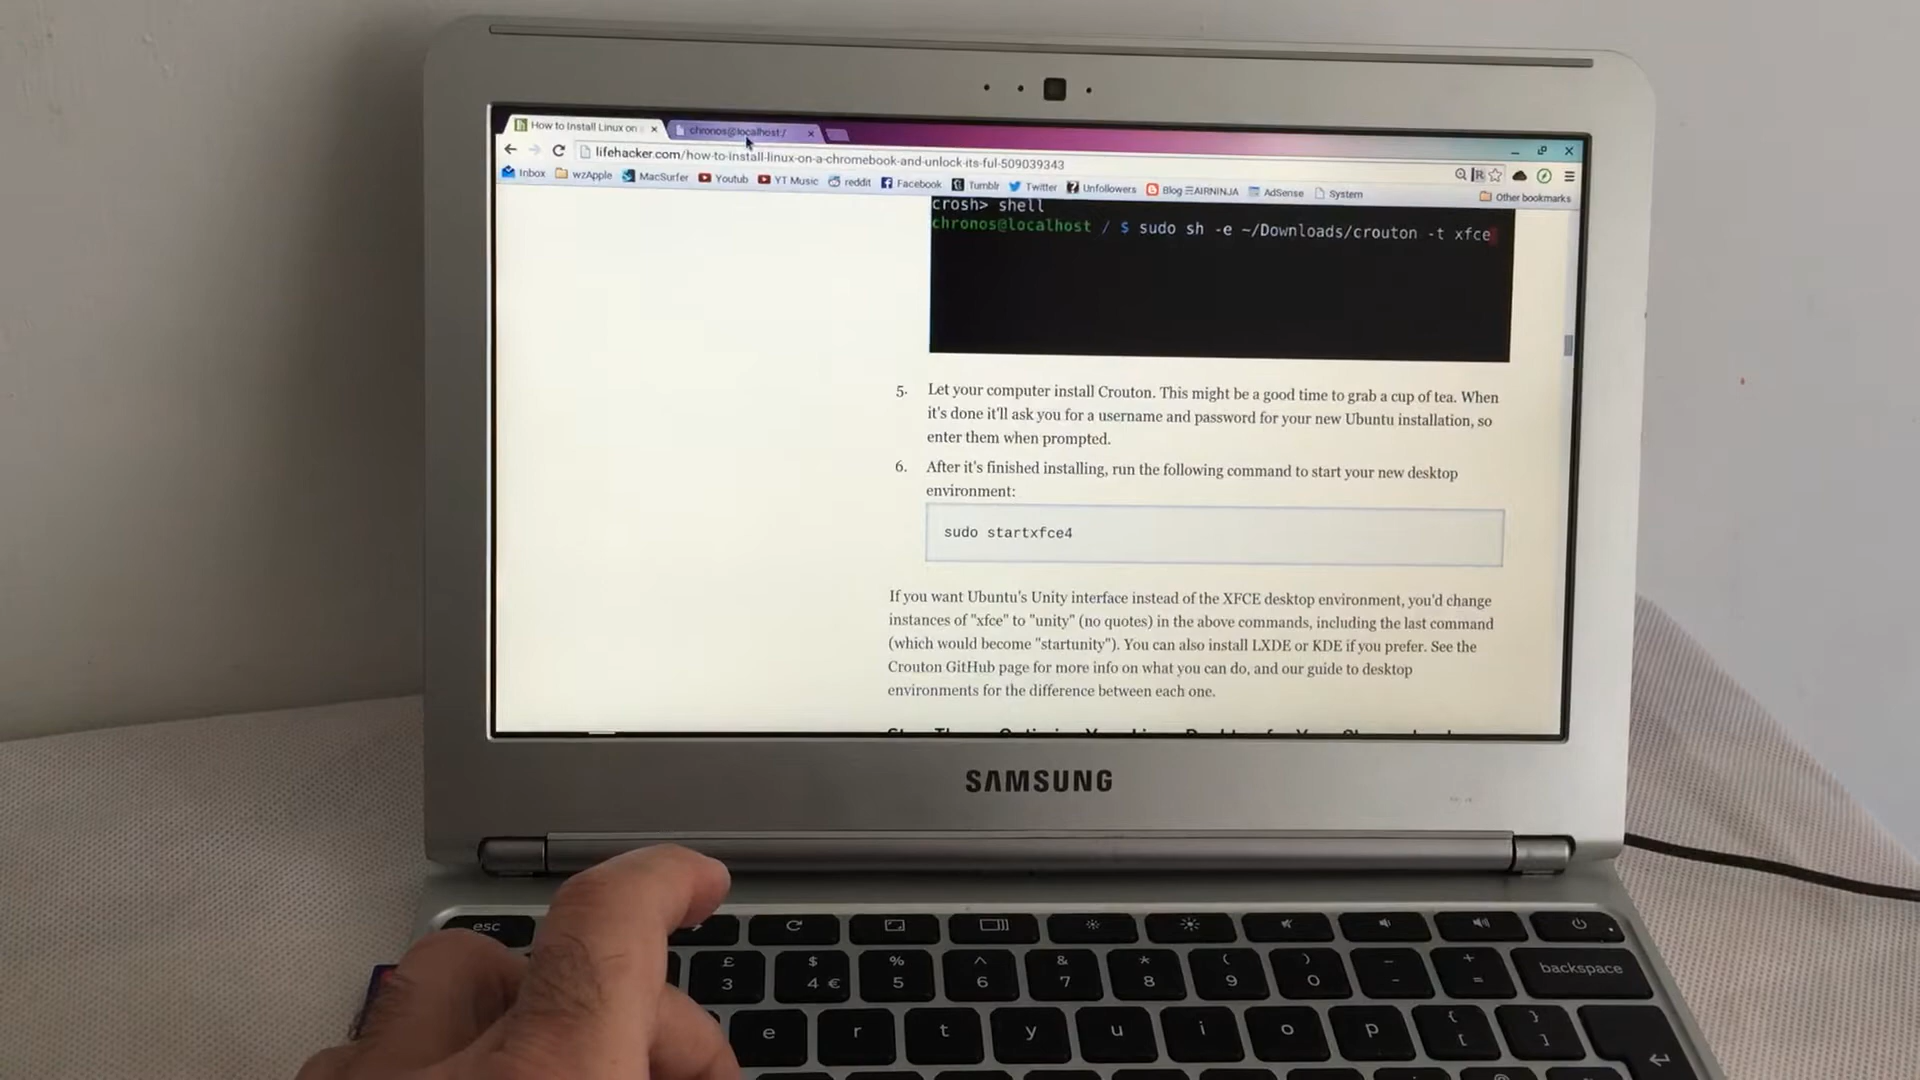 How to Install Linux on
chronos@localhost:/
lifehacker.com/how-to-install-linux-on-a-chromebook-and-unlock-its-ful-509039343
Inbox wzApple MacSurfer Youtub YT Music reddit Facebook Tumblr Twitter Unfollowers Blog 三AIRNINJA AdSense System Other bookmarks
crosh> shell
chronos@localhost / $ sudo sh -e ~/Downloads/crouton -t xfce
5. Let your computer install Crouton. This might be a good time to grab a cup of tea. When
it's done it'll ask you for a username and password for your new Ubuntu installation, so
enter them when prompted.
6. After it's finished installing, run the following command to start your new desktop
environment:
sudo startxfce4
If you want Ubuntu's Unity interface instead of the XFCE desktop environment, you'd change
instances of "xfce" to "unity" (no quotes) in the above commands, including the last command
(which would become "startunity"). You can also install LXDE or KDE if you prefer. See the
Crouton GitHub page for more info on what you can do, and our guide to desktop
environments for the difference between each one.
SAMSUNG
esc
£ $ % ^ & * ( ) _ +
3 4 € 5 6 7 8 9 0 - = backspace
e r t y u i o p { [ } ]